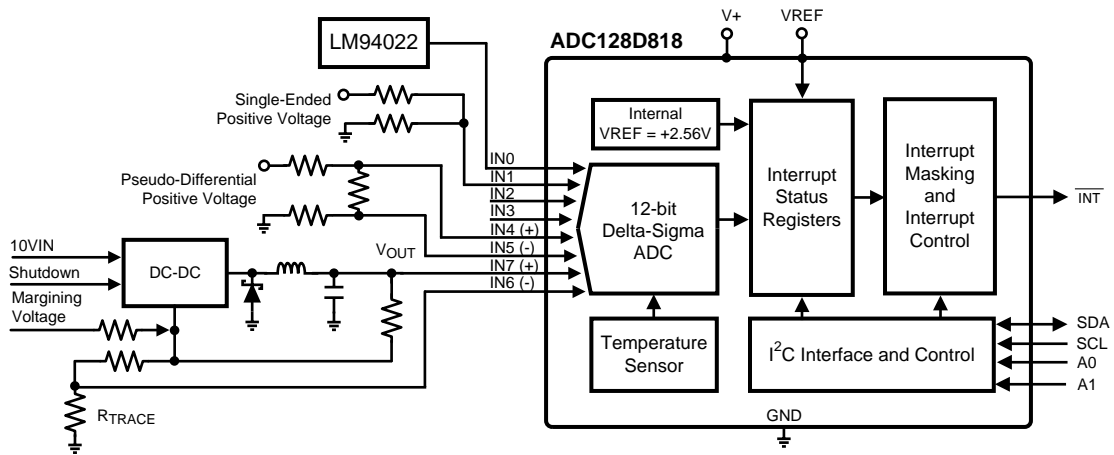 V+
VREF
ADC128D818
LM94022
Single-Ended
Positive Voltage
Internal
VREF = +2.56V
Interrupt
Masking
and
Interrupt
Control
Interrupt
Status
Registers
IN0
IN1
IN2
IN3
IN4 (+)
IN5 (-)
IN7 (+)
IN6 (-)
Pseudo-Differential
Positive Voltage
12-bit
Delta-Sigma
ADC
INT
10VIN
Shutdown
Margining
Voltage
DC-DC
VOUT
Temperature
Sensor
I2C Interface and Control
SDA
SCL
A0
A1
RTRACE
GND